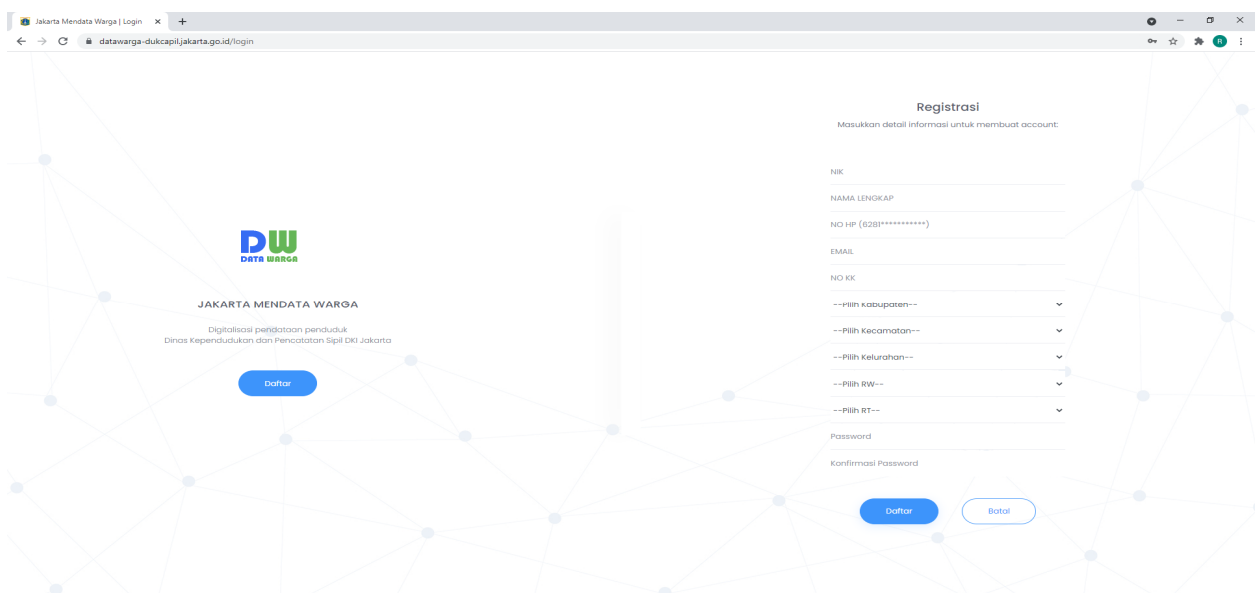 Jakarta Mendata Warga | Login
datawarga-dukcapil.jakarta.go.id/login
R
DW
DATA WARGA
JAKARTA MENDATA WARGA
Digitalisasi pendataan penduduk
Dinas Kependudukan dan Pencatatan Sipil DKI Jakarta
Daftar
Registrasi
Masukkan detail informasi untuk membuat account:
NIK
NAMA LENGKAP
NO HP (6281***********)
EMAIL
NO KK
--Pilih Kabupaten--
--Pilih Kecamatan--
--Pilih Kelurahan--
--Pilih RW--
--Pilih RT--
Password
Konfirmasi Password
Daftar
Batal